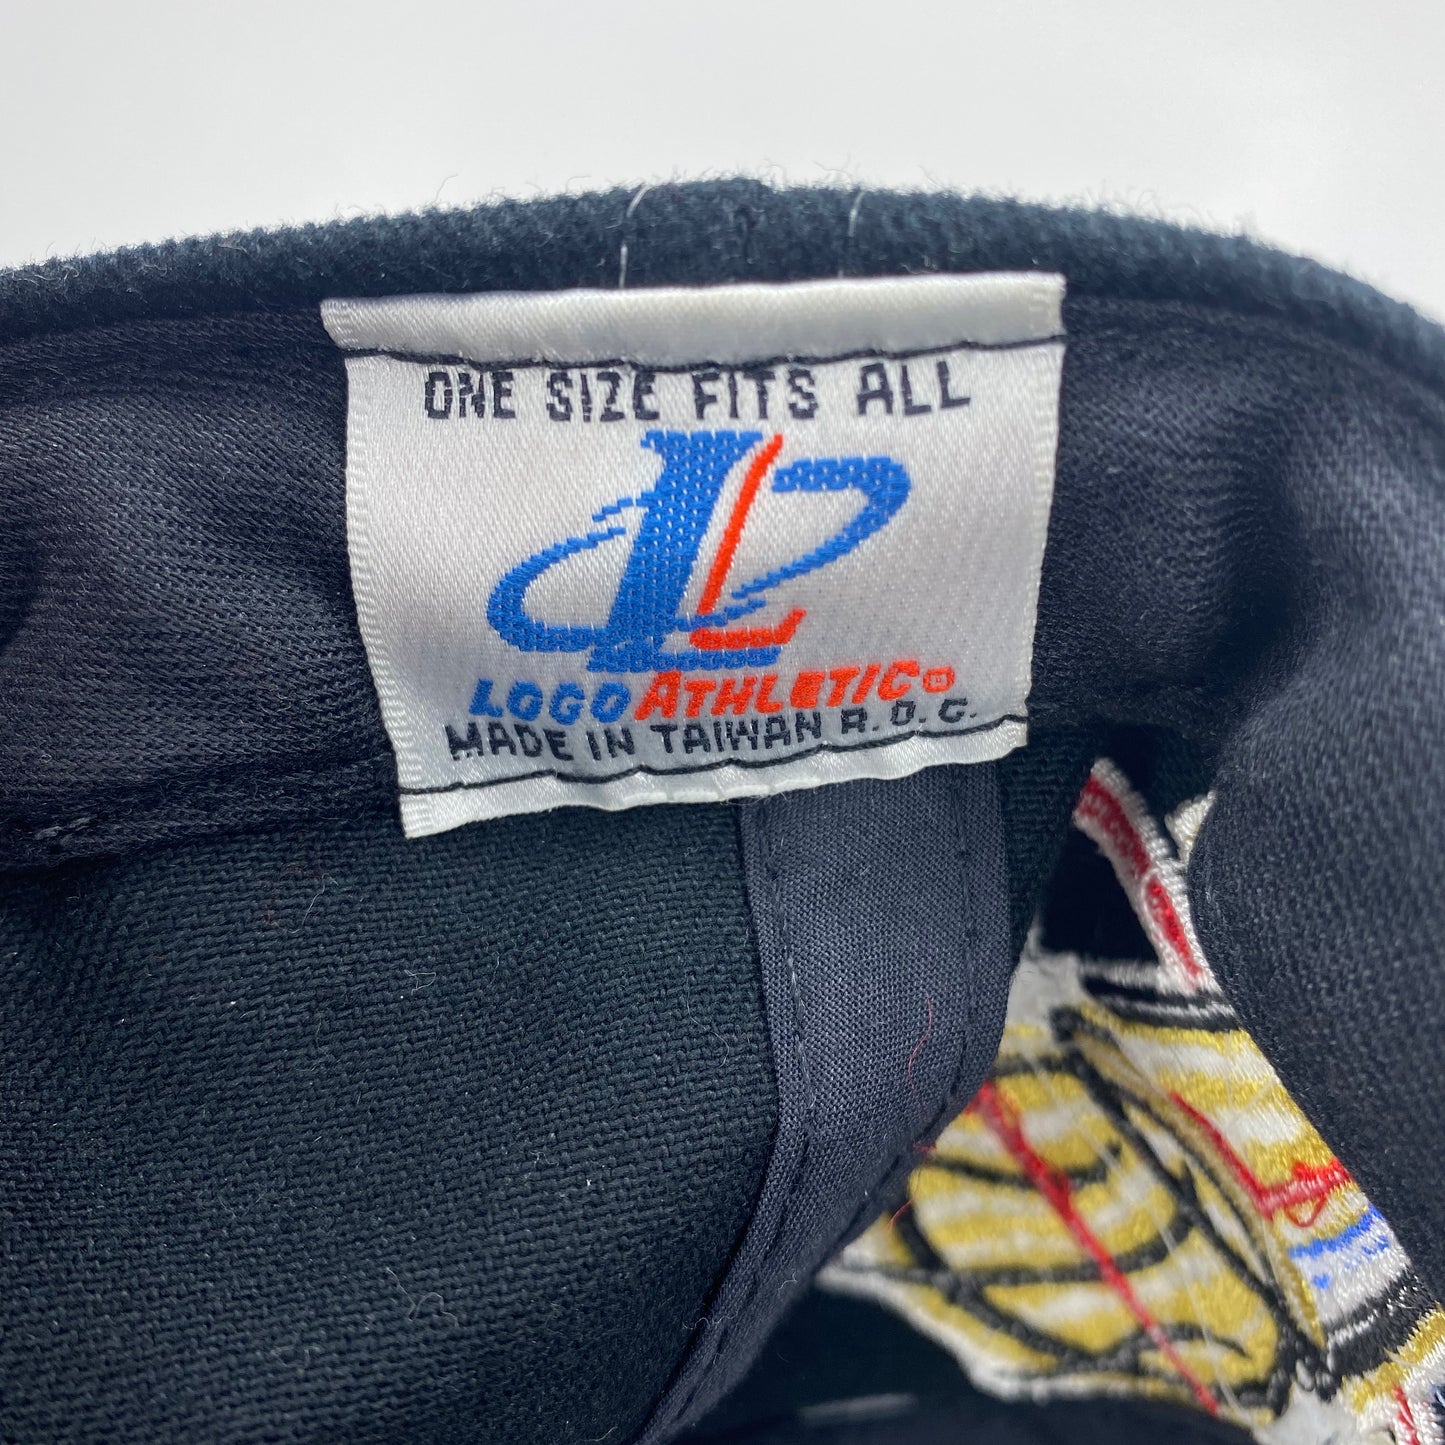 ONE SIZE FITS ALL
LOGO ATHLETIC®
MADE IN TAIWAN R.O.C.